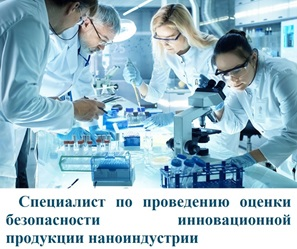 Специалист по проведению оценки
безопасности инновационной
продукции наноиндустрии